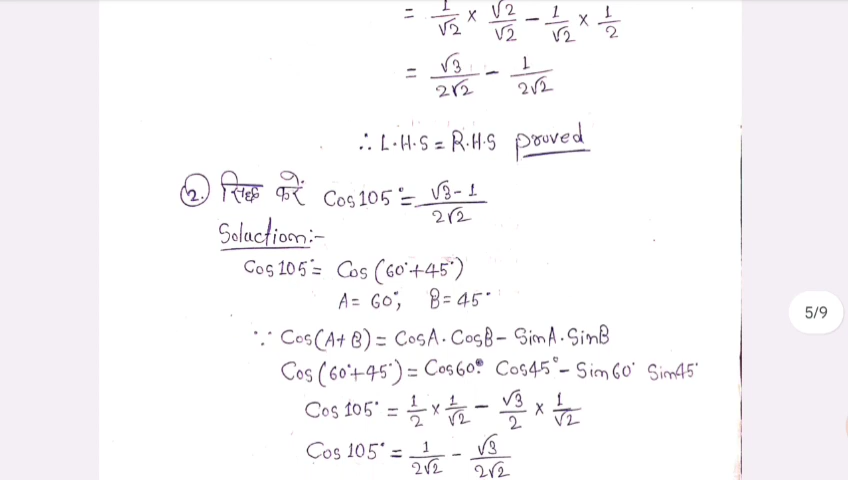 = 1/√2 × √2/√2 - 1/√2 × 1/2
= √3/2√2 - 1/2√2
∴ L.H.S = R.H.S proved
2. सिद्ध करें Cos 105° = √3-1/2√2
Solaction:-
Cos 105° = Cos (60°+45°)
A = 60°, B = 45°
∵ Cos(A+B) = CosA. CosB - SinA. SinB
Cos (60°+45°) = Cos60° Cos45° - Sin60° Sin45°
Cos 105° = 1/2 × 1/√2 - √3/2 × 1/√2
Cos 105° = 1/2√2 - √3/2√2
5/9